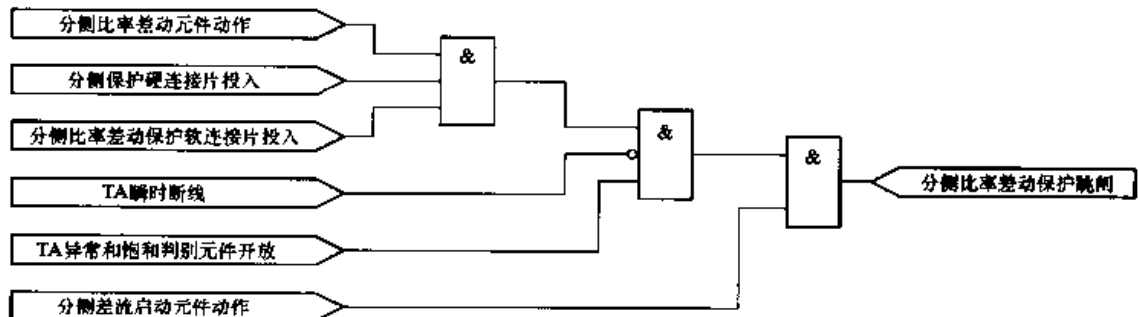 分侧比率差动元件动作
&
分侧保护硬连接片投入
&
分侧比率差动保护软连接片投入
&
TA瞬时断线
分侧比率差动保护跳闸
TA异常和饱和判别元件开放
分侧差流启动元件动作